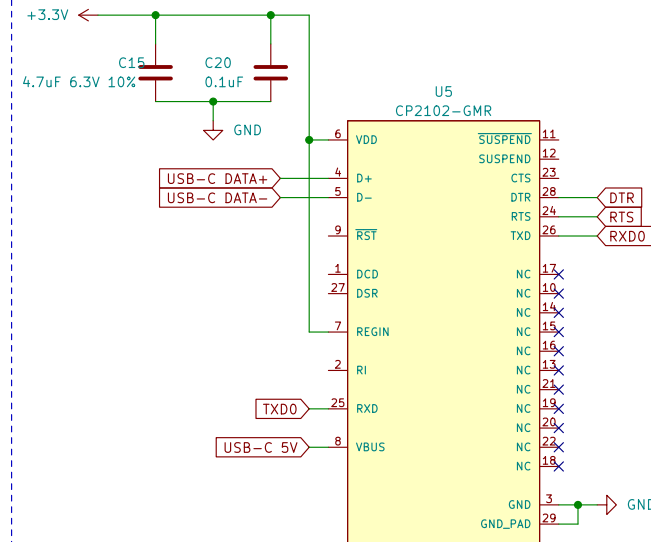 +3.3V
C15
C20
4.7uF 6.3V 10%
0.1uF
GND
U5
CP2102-GMR
6
VDD
SUSPEND
11
SUSPEND
12
USB-C DATA+
4
D+
CTS
23
USB-C DATA-
5
D-
DTR
28
DTR
RTS
24
RTS
9
RST
TXD
26
RXD0
1
DCD
NC
17
27
DSR
NC
10
NC
14
7
REGIN
NC
15
NC
16
2
RI
NC
13
NC
21
TXD0
25
RXD
NC
19
NC
20
USB-C 5V
8
VBUS
NC
22
NC
18
GND
3
GND
GND_PAD
29